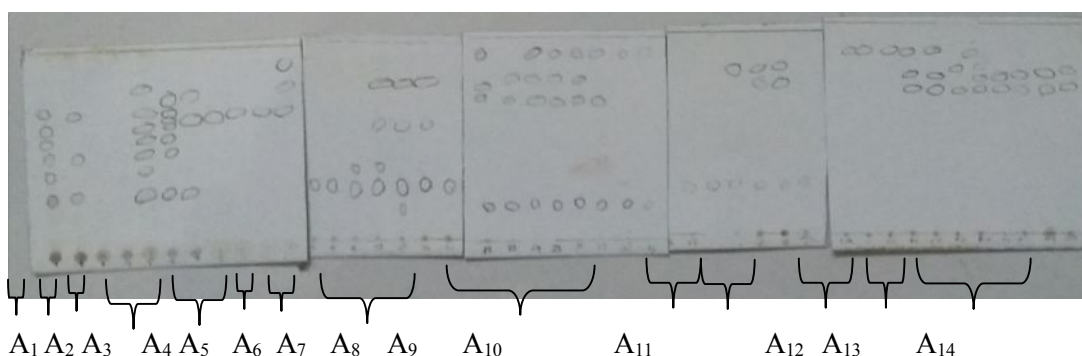 A₁ A₂ A₃ A₄ A₅ A₆ A₇ A₈ A₉ A₁₀ A₁₁ A₁₂ A₁₃ A₁₄